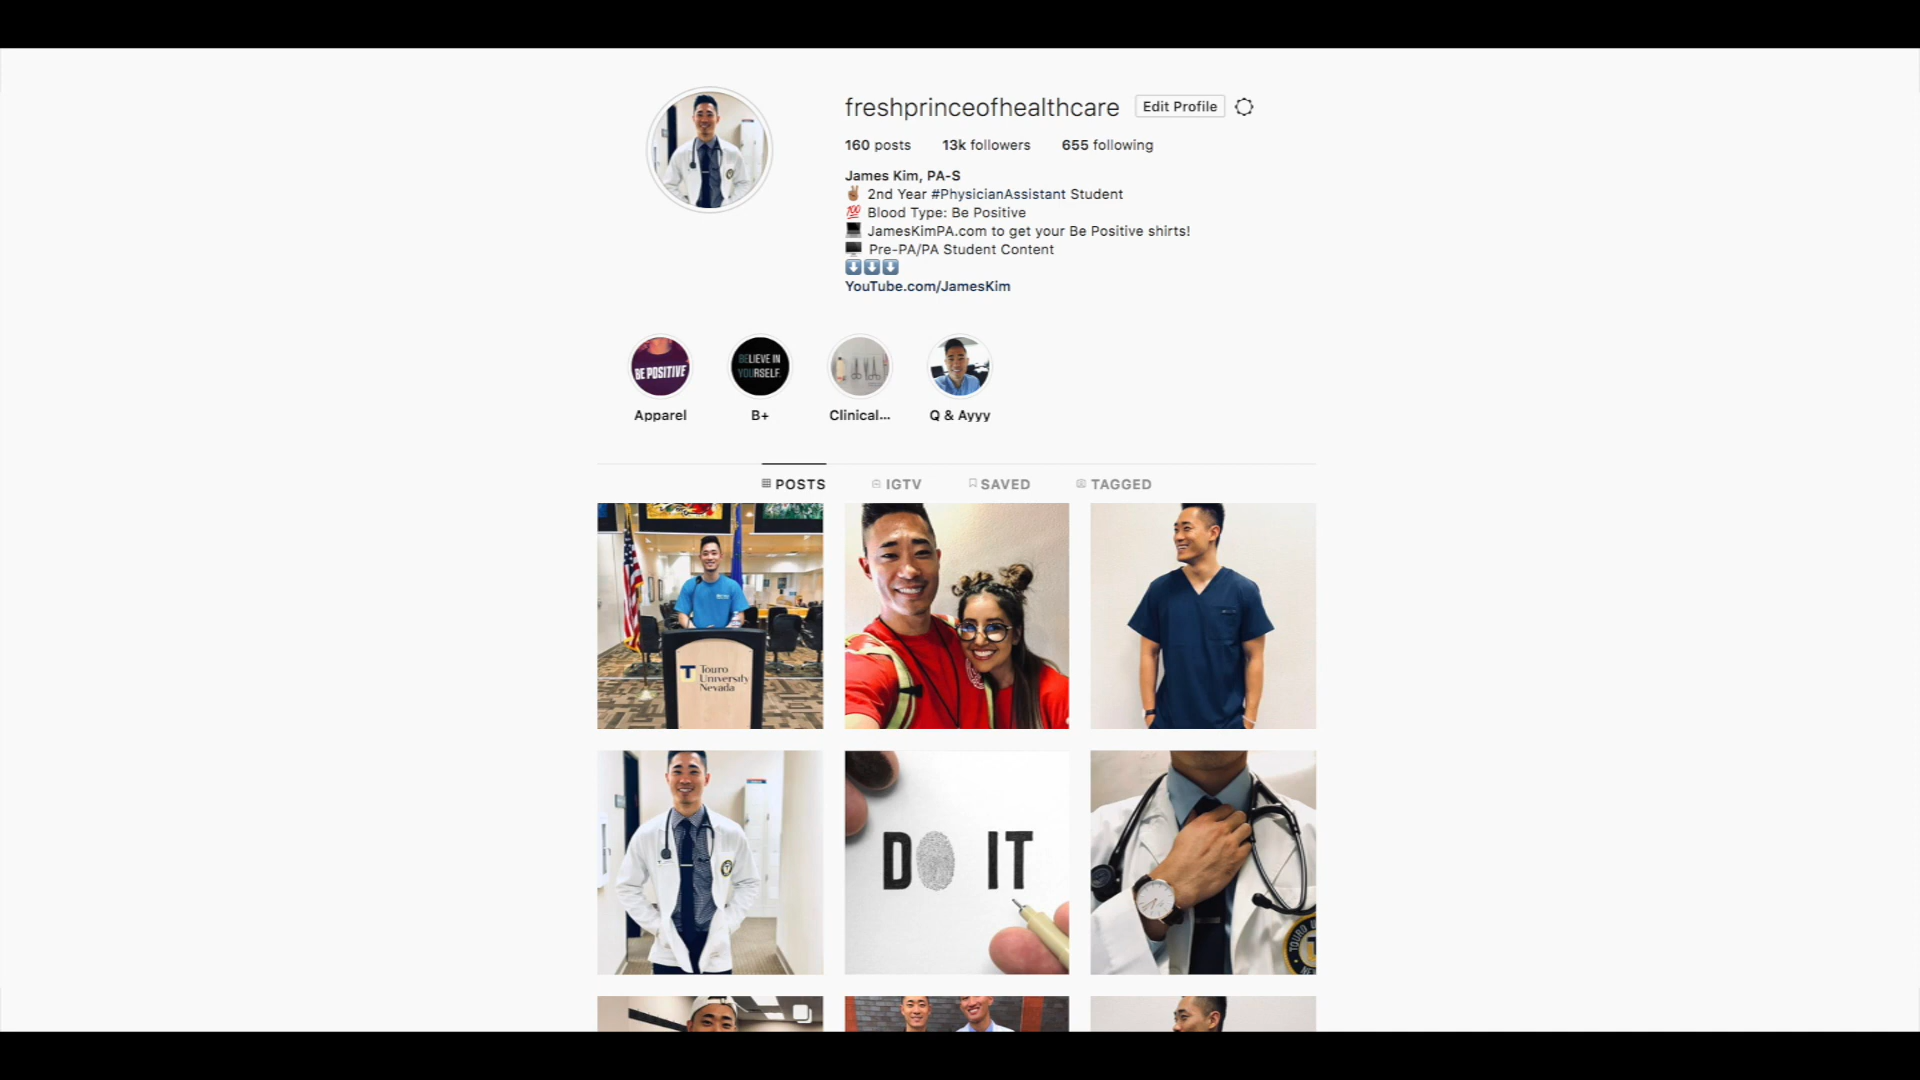 freshprinceofhealthcare Edit Profile
160 posts 13k followers 655 following
James Kim, PA-S
✌🏽 2nd Year #PhysicianAssistant Student
💯 Blood Type: Be Positive
💻 JamesKimPA.com to get your Be Positive shirts!
🖥 Pre-PA/PA Student Content
⬇️⬇️⬇️
YouTube.com/JamesKim
BE POSITIVE
BELIEVE IN
YOURSELF.
Apparel B+ Clinical... Q & Ayyy
POSTS IGTV SAVED TAGGED
T Touro
University
Nevada
DO IT
TOURO